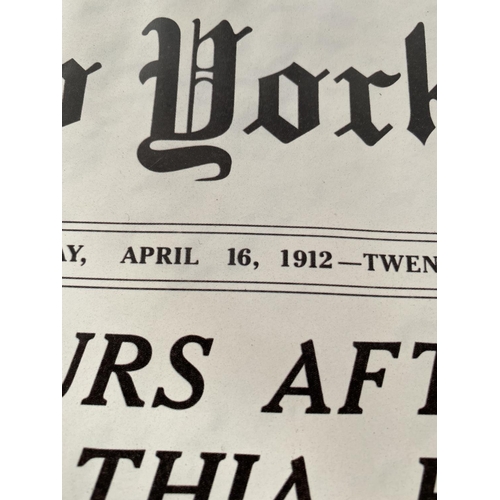 w York
AY, APRIL 16, 1912—TWEN
URS AFT
THIA